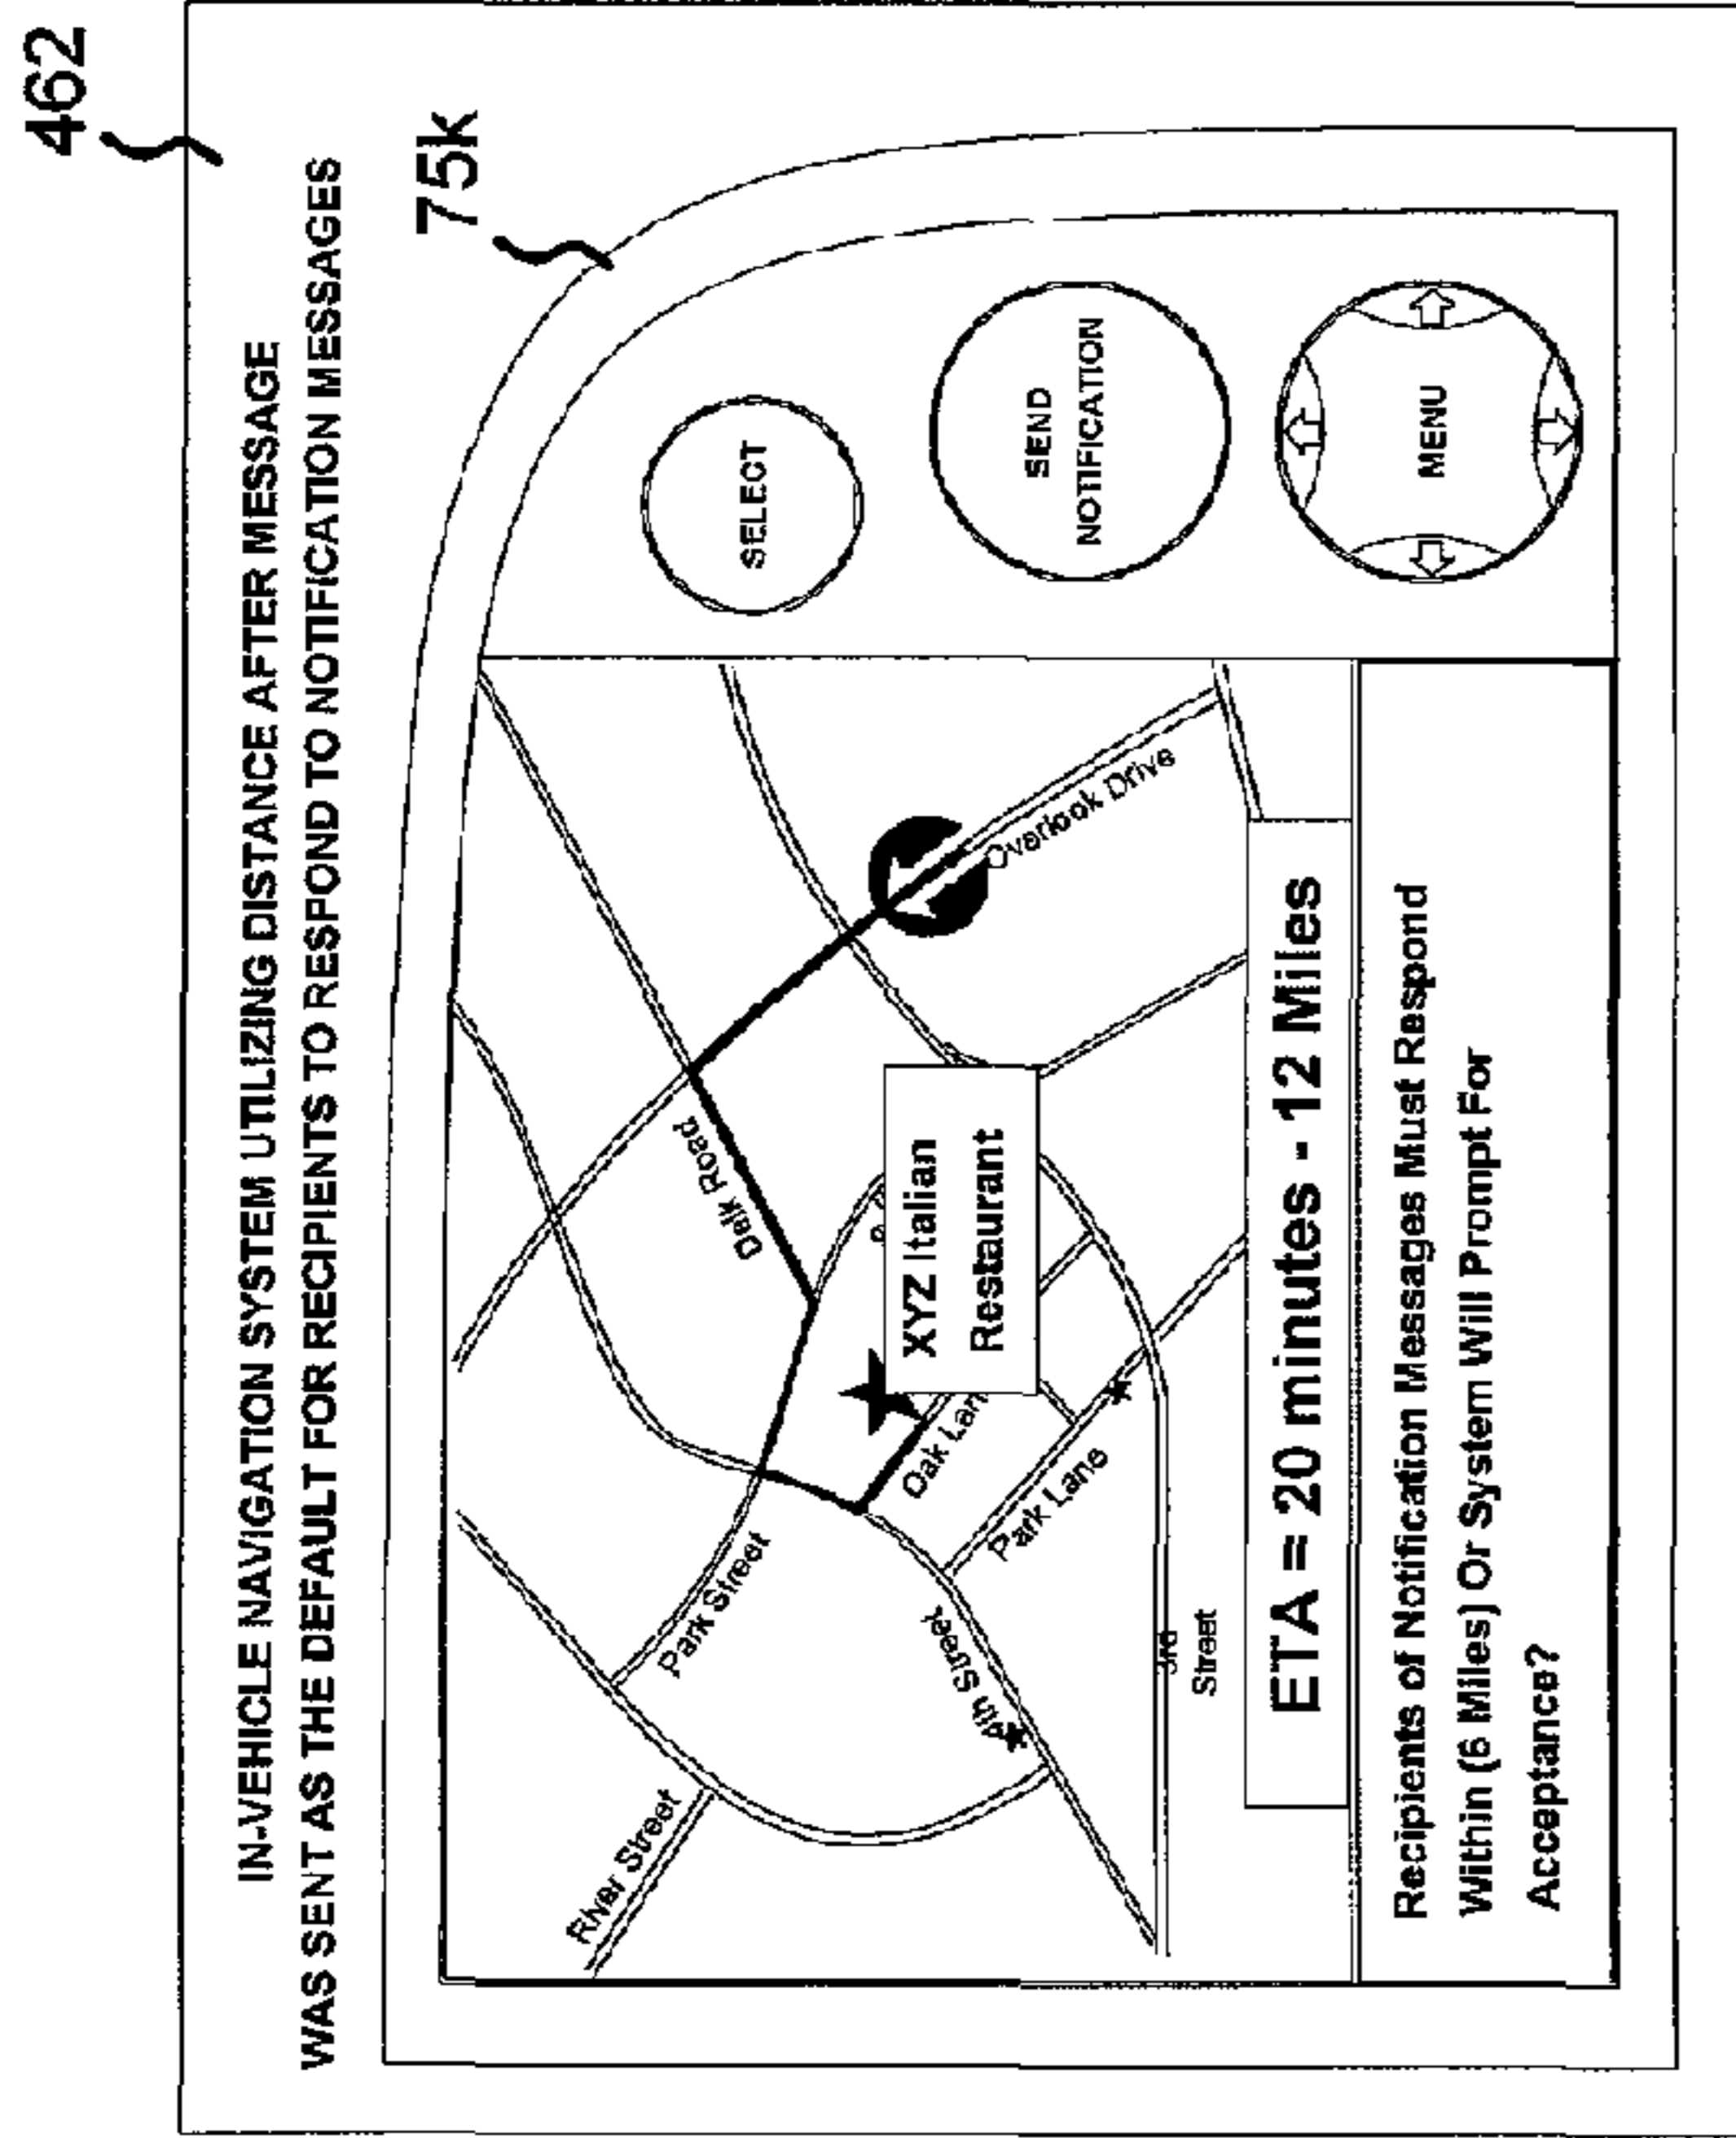 462
IN-VEHICLE NAVIGATION SYSTEM UTILIZING DISTANCE AFTER MESSAGE
WAS SENT AS THE DEFAULT FOR RECIPIENTS TO RESPOND TO NOTIFICATION MESSAGES
75k
River Street
Park Street
Delk Road
SELECT
XYZ Italian
Restaurant
Oak Lan
Overlook Drive
Park Lane
4th Street
SEND
NOTIFICATION
3rd
Street
ETA = 20 minutes - 12 Miles
MENU
Recipients of Notification Messages Must Respond
Within (6 Miles) Or System Will Prompt For
Acceptance?